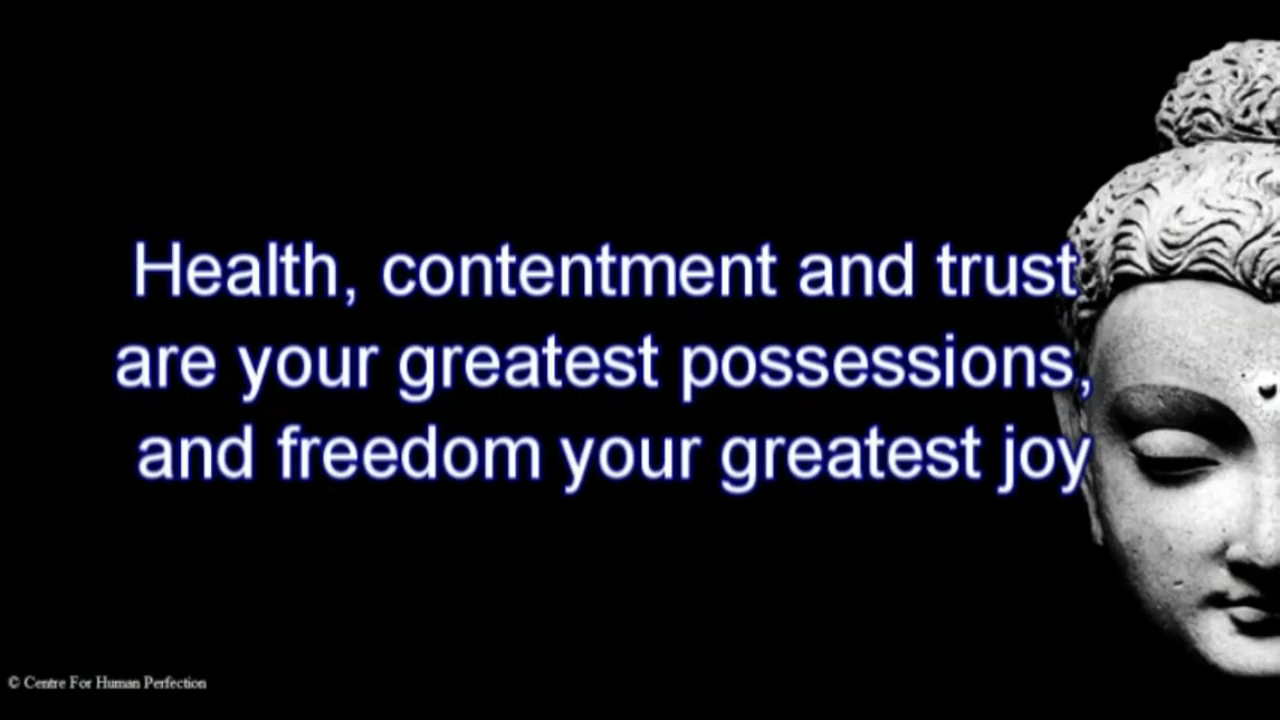 Health, contentment and trust
are your greatest possessions,
and freedom your greatest joy
© Centre For Human Perfection